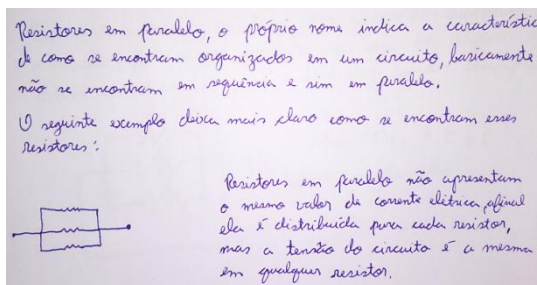 Resistores em paralelo, o próprio nome indica a característic
de como se encontram organizados em um circuito, basicamente
não se encontram em sequência e sim em paralelo.
O seguinte exemplo deixa mais claro como se encontram esses
resistores:
Resistores em paralelo não apresentam
o mesmo valor de corrente elétrica, afinal
ela é distribuída para cada resistor,
mas a tensão do circuito é a mesma
em qualquer resistor.